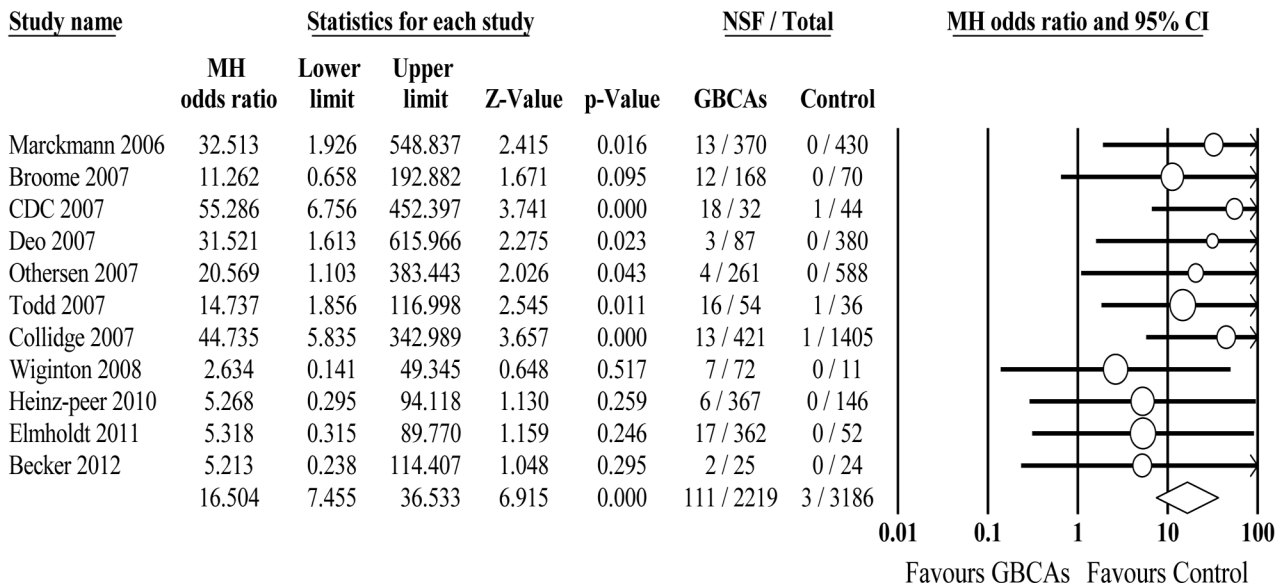 Study name Statistics for each study NSF / Total MH odds ratio and 95% CI
MH Lower Upper
odds ratio limit limit Z-Value p-Value GBCAs Control
Marckmann 2006 32.513 1.926 548.837 2.415 0.016 13 / 370 0 / 430
Broome 2007 11.262 0.658 192.882 1.671 0.095 12 / 168 0 / 70
CDC 2007 55.286 6.756 452.397 3.741 0.000 18 / 32 1 / 44
Deo 2007 31.521 1.613 615.966 2.275 0.023 3 / 87 0 / 380
Othersen 2007 20.569 1.103 383.443 2.026 0.043 4 / 261 0 / 588
Todd 2007 14.737 1.856 116.998 2.545 0.011 16 / 54 1 / 36
Collidge 2007 44.735 5.835 342.989 3.657 0.000 13 / 421 1 / 1405
Wiginton 2008 2.634 0.141 49.345 0.648 0.517 7 / 72 0 / 11
Heinz-peer 2010 5.268 0.295 94.118 1.130 0.259 6 / 367 0 / 146
Elmholdt 2011 5.318 0.315 89.770 1.159 0.246 17 / 362 0 / 52
Becker 2012 5.213 0.238 114.407 1.048 0.295 2 / 25 0 / 24
16.504 7.455 36.533 6.915 0.000 111 / 2219 3 / 3186
0.01 0.1 1 10 100
Favours GBCAs Favours Control